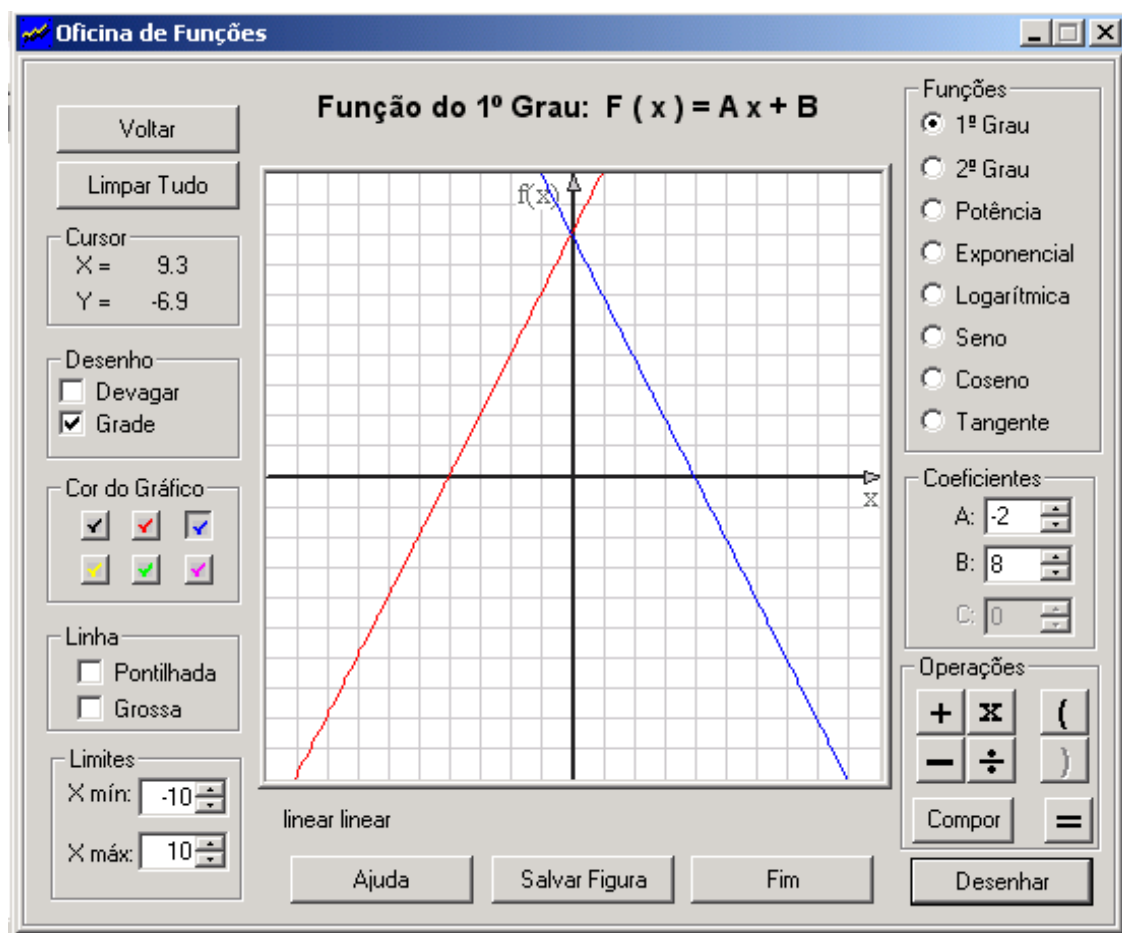 Oficina de Funções
Voltar
Limpar Tudo
Cursor
X = 9.3
Y = -6.9
Desenho
Devagar
Grade
Cor do Gráfico
Linha
Pontilhada
Grossa
Limites
X mín: -10
X máx: 10
Função do 1º Grau: F ( x ) = A x + B
f(x)
x
linear linear
Ajuda
Salvar Figura
Fim
Funções
1ª Grau
2ª Grau
Potência
Exponencial
Logarítmica
Seno
Coseno
Tangente
Coeficientes
A: -2
B: 8
C: 0
Operações
+ x (
− ÷ )
Compor =
Desenhar